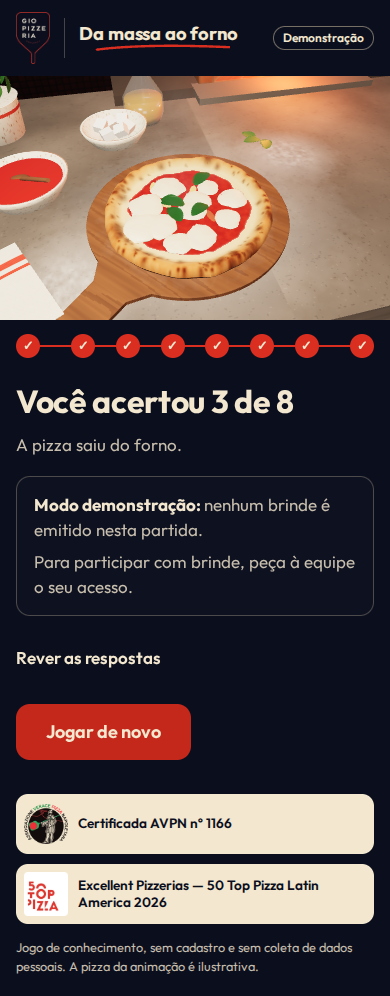 GIO
PIZZE
RIA
Da massa ao forno
Demonstração
Você acertou 3 de 8
A pizza saiu do forno.
Modo demonstração: nenhum brinde é
emitido nesta partida.
Para participar com brinde, peça à equipe
o seu acesso.
Rever as respostas
Jogar de novo
Certificada AVPN nº 1166
50
TOP
PIZZA
Excellent Pizzerias — 50 Top Pizza Latin
America 2026
Jogo de conhecimento, sem cadastro e sem coleta de dados
pessoais. A pizza da animação é ilustrativa.